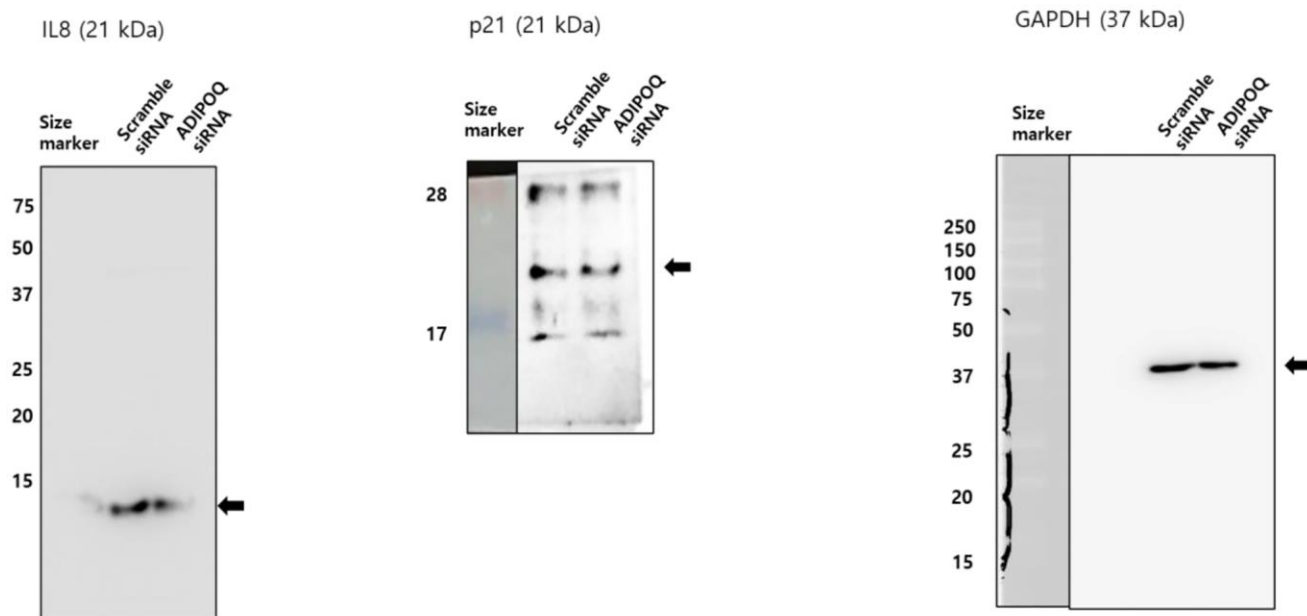 IL8 (21 kDa)
Size
marker
Scramble
siRNA
ADIPOQ
siRNA
75
50
37
25
20
15
p21 (21 kDa)
Scramble
siRNA
ADIPOQ
siRNA
28
17
GAPDH (37 kDa)
Size
marker
Scramble
siRNA
ADIPOQ
siRNA
250
150
100
75
50
37
25
20
15